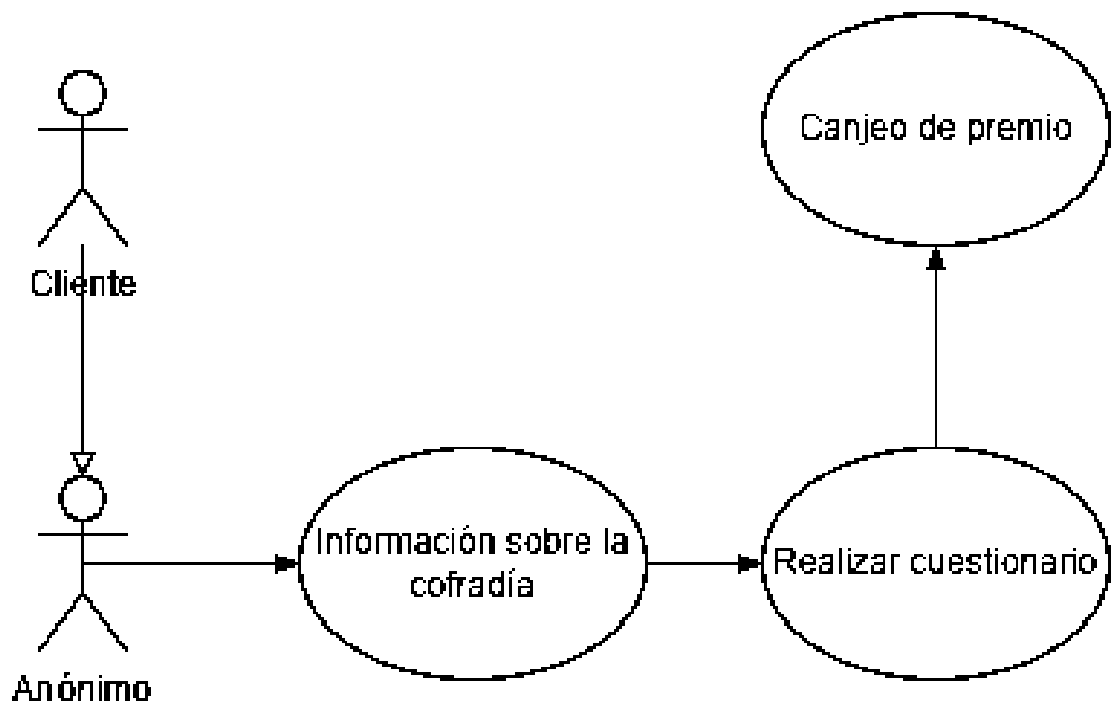 Cliente
Canjeo de premio
Información sobre la
cofradía
Realizar cuestionario
Anónimo